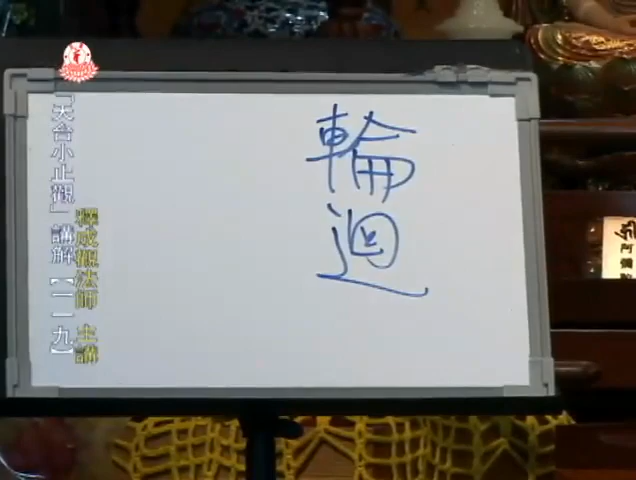 「天台小止觀」講解【一一九】
釋成觀法師 主講
輪
迴